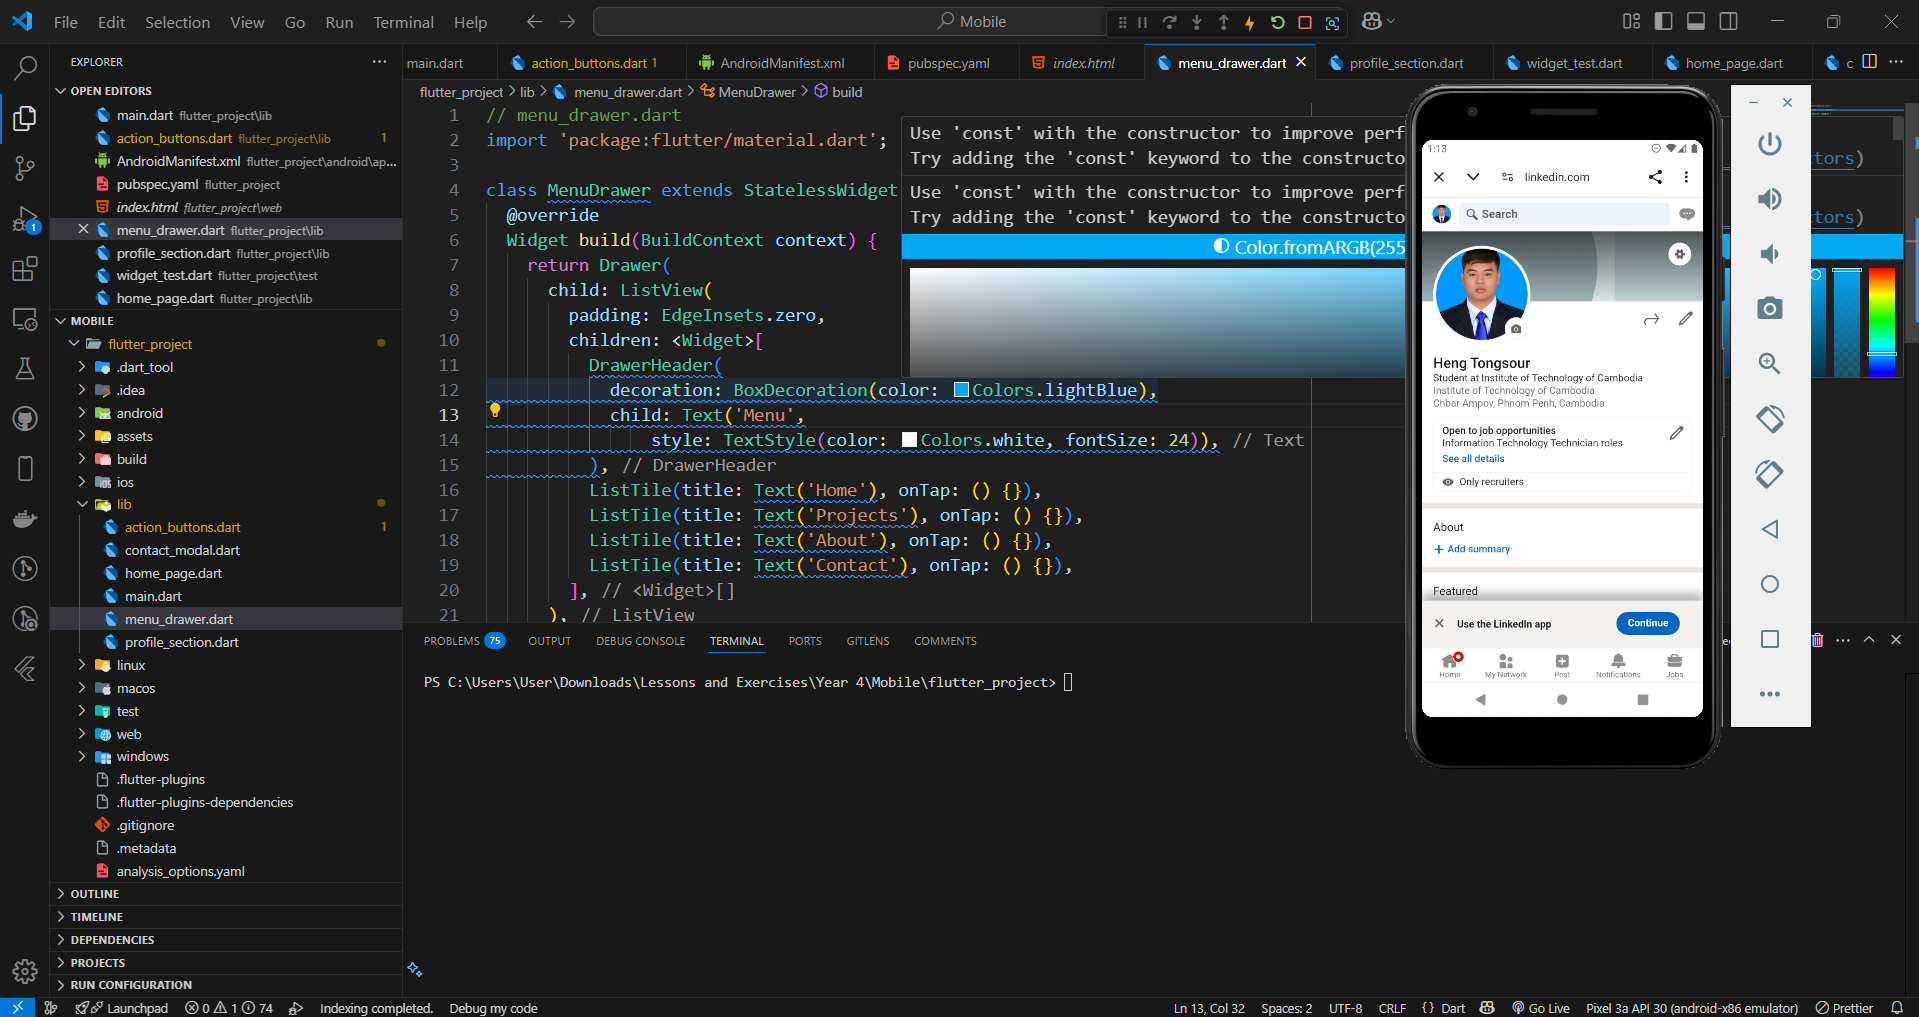 File Edit Selection View Go Run Terminal Help
Mobile
EXPLORER
OPEN EDITORS
main.dart flutter_project\lib
action_buttons.dart flutter_project\lib 1
AndroidManifest.xml flutter_project\android\ap...
pubspec.yaml flutter_project
index.html flutter_project\web
menu_drawer.dart flutter_project\lib
profile_section.dart flutter_project\lib
widget_test.dart flutter_project\test
home_page.dart flutter_project\lib
MOBILE
flutter_project
.dart_tool
.idea
android
assets
build
ios
lib
action_buttons.dart 1
contact_modal.dart
home_page.dart
main.dart
menu_drawer.dart
profile_section.dart
linux
macos
test
web
windows
.flutter-plugins
.flutter-plugins-dependencies
.gitignore
.metadata
analysis_options.yaml
OUTLINE
TIMELINE
DEPENDENCIES
PROJECTS
RUN CONFIGURATION
1
main.dart action_buttons.dart 1 AndroidManifest.xml pubspec.yaml index.html menu_drawer.dart profile_section.dart widget_test.dart home_page.dart c
flutter_project > lib > menu_drawer.dart > MenuDrawer > build
1 // menu_drawer.dart
2 import 'package:flutter/material.dart';
3
4 class MenuDrawer extends StatelessWidget
5 @override
6 Widget build(BuildContext context) {
7 return Drawer(
8 child: ListView(
9 padding: EdgeInsets.zero,
10 children: <Widget>[
11 DrawerHeader(
12 decoration: BoxDecoration(color: Colors.lightBlue),
13 child: Text('Menu',
14 style: TextStyle(color: Colors.white, fontSize: 24)), // Text
15 ), // DrawerHeader
16 ListTile(title: Text('Home'), onTap: () {}),
17 ListTile(title: Text('Projects'), onTap: () {}),
18 ListTile(title: Text('About'), onTap: () {}),
19 ListTile(title: Text('Contact'), onTap: () {}),
20 ], // <Widget>[]
21 ), // ListView
Use 'const' with the constructor to improve perf
Try adding the 'const' keyword to the constructo
ctors)
Use 'const' with the constructor to improve perf
Try adding the 'const' keyword to the constructo
ctors)
Color.fromARGB(255
1:13
linkedin.com
Search
Heng Tongsour
Student at Institute of Technology of Cambodia
Institute of Technology of Cambodia
Chbar Ampov, Phnom Penh, Cambodia
Open to job opportunities
Information Technology Technician roles
See all details
Only recruiters
About
+ Add summary
Featured
Use the LinkedIn app Continue
Home My Network Post Notifications Jobs
PROBLEMS 75 OUTPUT DEBUG CONSOLE TERMINAL PORTS GITLENS COMMENTS
PS C:\Users\User\Downloads\Lessons and Exercises\Year 4\Mobile\flutter_project>
Launchpad 0 1 74 Indexing completed. Debug my code Ln 13, Col 32 Spaces: 2 UTF-8 CRLF { } Dart Go Live Pixel 3a API 30 (android-x86 emulator) Prettier